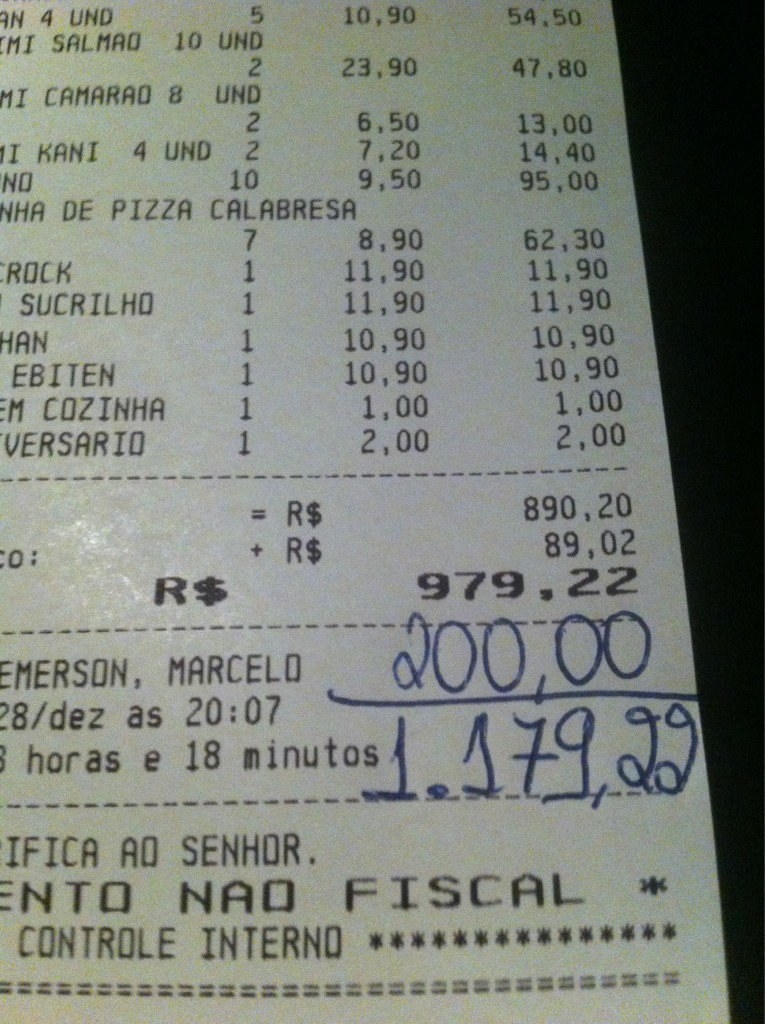 AN 4 UND 5 10,90 54,50
IMI SALMAO 10 UND
2 23,90 47,80
MI CAMARAO 8 UND
2 6,50 13,00
MI KANI 4 UND 2 7,20 14,40
NO 10 9,50 95,00
NHA DE PIZZA CALABRESA
7 8,90 62,30
CROCK 1 11,90 11,90
SUCRILHO 1 11,90 11,90
HAN 1 10,90 10,90
EBITEN 1 10,90 10,90
EM COZINHA 1 1,00 1,00
VERSARIO 1 2,00 2,00
--------------------------------
= R$ 890,20
co: + R$ 89,02
R$ 979,22
--------------------------------
200,00
EMERSON, MARCELO
28/dez as 20:07
3 horas e 18 minutos
1.179,22
--------------------------------
IFICA AO SENHOR.
ENTO NAO FISCAL *
CONTROLE INTERNO ***************
================================